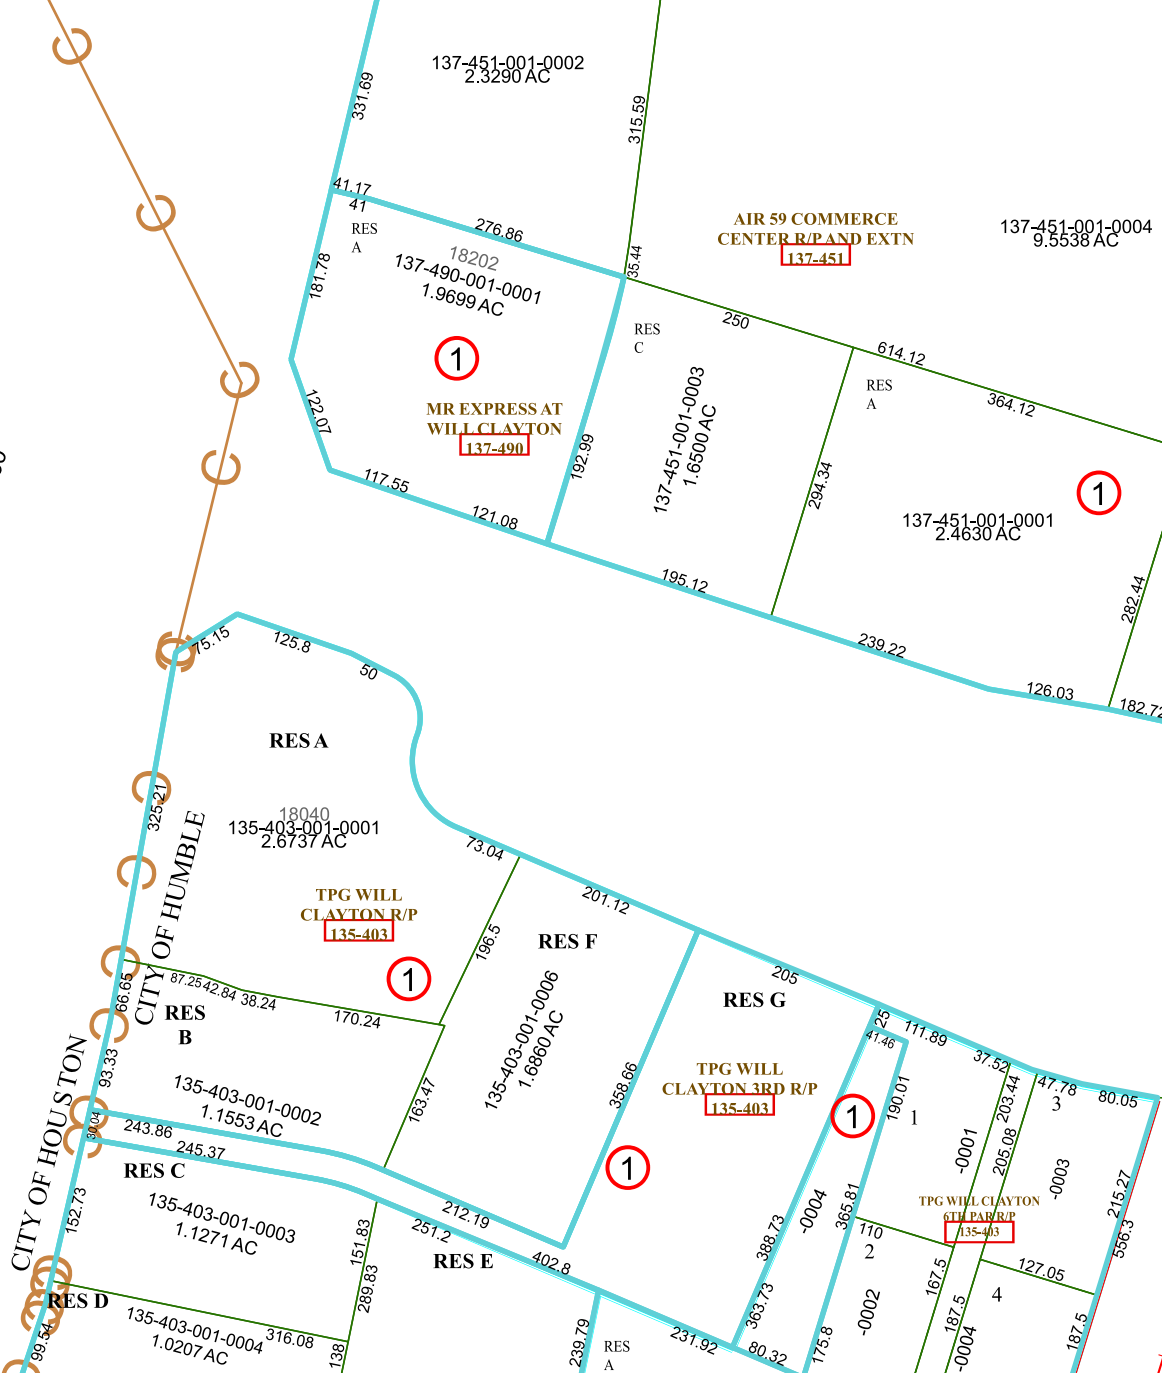 331.69
137-451-001-0002
2.3290 AC
315.59
41.17
41
276.86
RES
A
18202
137-490-001-0001
1.9699 AC
181.78
35.44
AIR 59 COMMERCE
CENTER R/P AND EXTN
137-451
137-451-001-0004
9.5538 AC
1
MR EXPRESS AT
WILL CLAYTON
137-490
122.07
117.55
121.08
192.99
RES
C
250
137-451-001-0003
1.6500 AC
614.12
364.12
RES
A
294.34
1
137-451-001-0001
2.4630 AC
282.44
195.12
239.22
126.03
182.72
75.15
125.8
50
RES A
18040
135-403-001-0001
2.6737 AC
325.21
CITY OF HUMBLE
TPG WILL
CLAYTON R/P
135-403
1
73.04
196.5
201.12
RES F
135-403-001-0006
1.6860 AC
87.25
42.84
38.24
170.24
66.65
RES
B
93.33
CITY OF HOUSTON
135-403-001-0002
1.1553 AC
163.47
358.66
205
RES G
TPG WILL
CLAYTON 3RD R/P
135-403
1
1
25
41.46
111.89
37.52
190.01
1
203.44
47.78
80.05
3
205.08
-0001
-0003
215.27
556.3
30.04
243.86
245.37
RES C
135-403-001-0003
1.1271 AC
152.73
151.83
289.83
212.19
251.2
RES E
402.8
388.73
363.73
-0004
365.81
TPG WILL CLAYTON
6TH PAR R/P
135-403
110
2
167.5
127.05
4
187.5
187.5
-0002
-0004
175.8
RES D
99.54
135-403-001-0004
1.0207 AC
316.08
138
239.79
RES
A
231.92
80.32